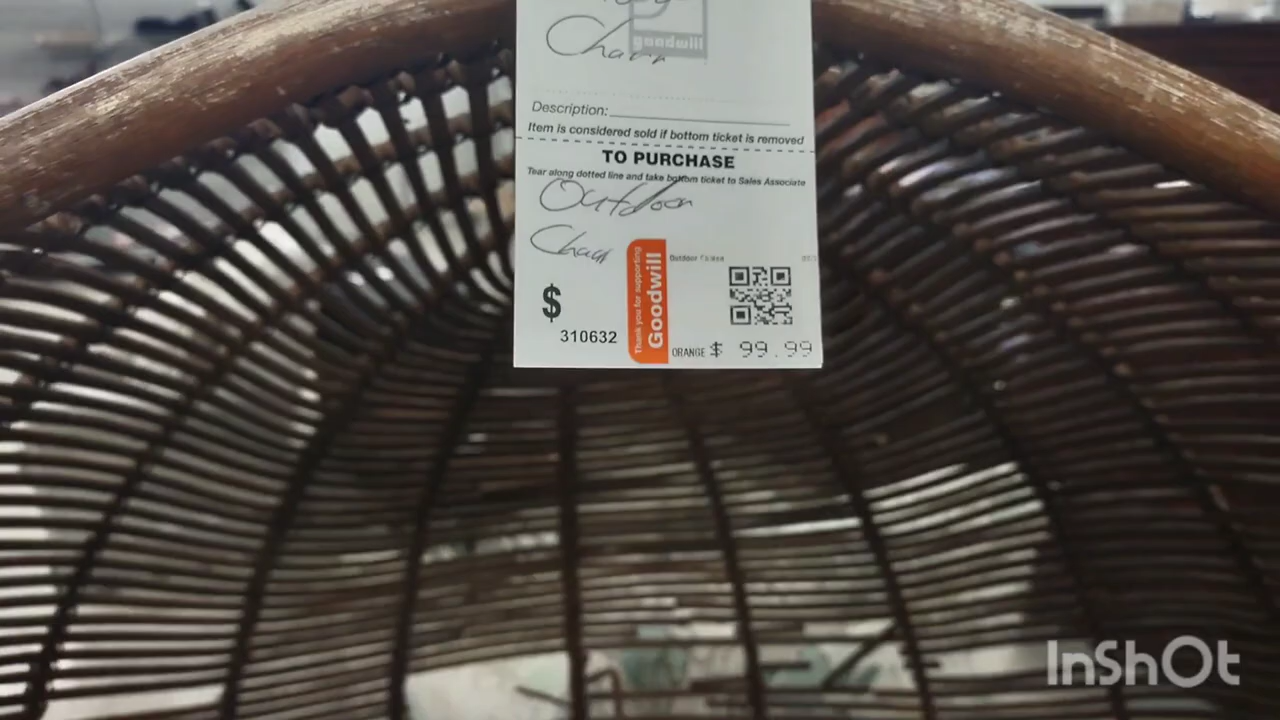 goodwill
Chair
Description:
Item is considered sold if bottom ticket is removed
TO PURCHASE
Tear along dotted line and take bottom ticket to Sales Associate
Outdoor
Chair
Thank you for supporting
Goodwill
Outdoor
$
310632
ORANGE $ 99.99
InShOt